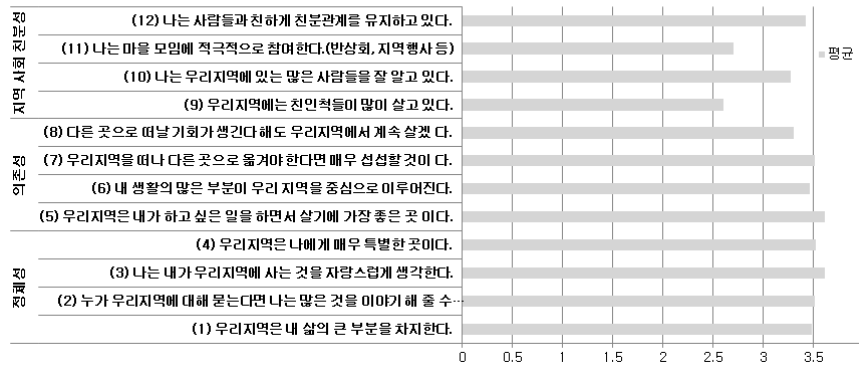 지역 사회 친분성
(12) 나는 사람들과 친하게 친분관계를 유지하고 있다.
(11) 나는 마을 모임에 적극적으로 참여한다.(반상회, 지역행사 등)
(10) 나는 우리지역에 있는 많은 사람들을 잘 알고 있다.
(9) 우리지역에는 친인척들이 많이 살고 있다.
의존성
(8) 다른 곳으로 떠날 기회가 생긴다 해도 우리지역에서 계속 살겠 다.
(7) 우리지역을 떠나 다른 곳으로 옮겨야 한다면 매우 섭섭할 것이 다.
(6) 내 생활의 많은 부분이 우리 지역을 중심으로 이루어진다.
(5) 우리지역은 내가 하고 싶은 일을 하면서 살기에 가장 좋은 곳 이다.
정체성
(4) 우리지역은 나에게 매우 특별한 곳이다.
(3) 나는 내가 우리지역에 사는 것을 자랑스럽게 생각한다.
(2) 누가 우리지역에 대해 묻는다면 나는 많은 것을 이야기 해 줄 수…
(1) 우리지역은 내 삶의 큰 부분을 차지한다.
0 0.5 1 1.5 2 2.5 3 3.5
평균